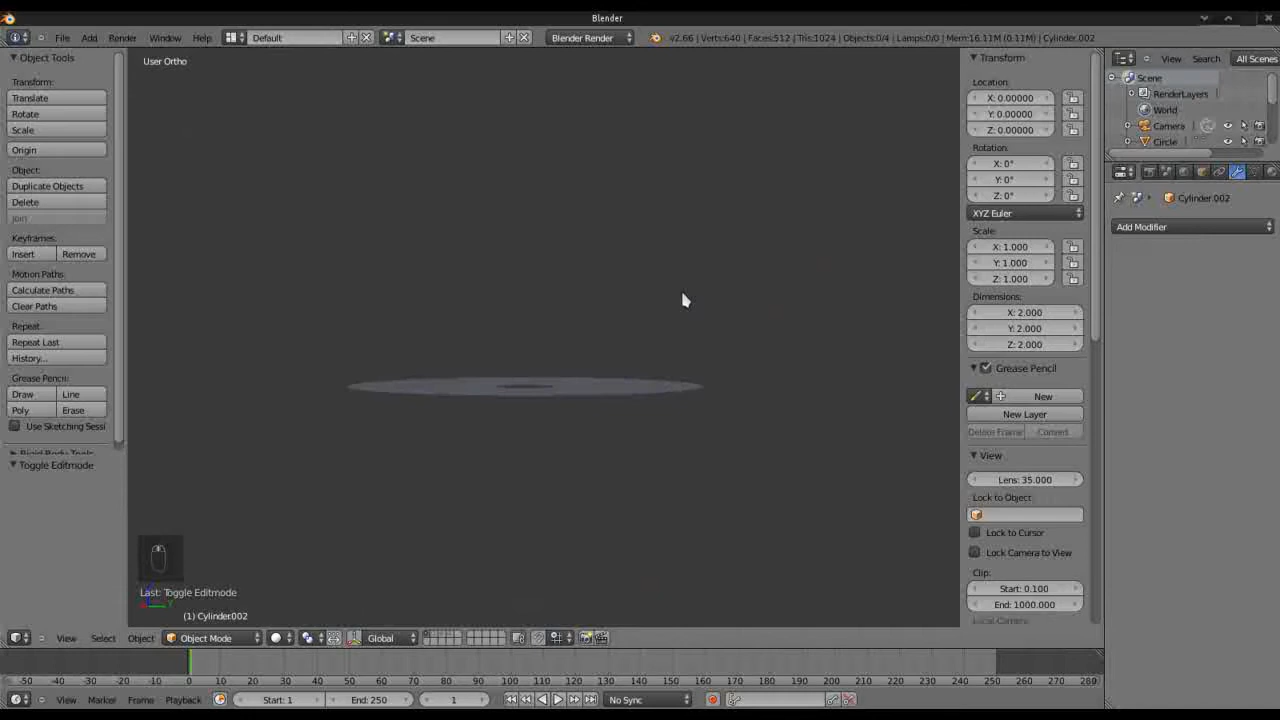 Blender
File Add Render Window Help Default Scene Blender Render v2.66 | Verts:640 | Faces:512 | Tris:1024 | Objects:0/4 | Lamps:0/0 | Mem:16.11M (0.11M) | Cylinder.002 View Search All Scenes
Object Tools
Transform:
Translate
Rotate
Scale
Origin
Object:
Duplicate Objects
Delete
Join
Keyframes:
Insert Remove
Motion Paths:
Calculate Paths
Clear Paths
Repeat:
Repeat Last
History...
Grease Pencil:
Draw Line
Poly Erase
Use Sketching Sessi
Rigid Body Tools
Toggle Editmode
User Ortho
Last: Toggle Editmode
(1) Cylinder.002
View Select Object Object Mode Global
Transform
Location:
X: 0.00000
Y: 0.00000
Z: 0.00000
Rotation:
X: 0°
Y: 0°
Z: 0°
XYZ Euler
Scale:
X: 1.000
Y: 1.000
Z: 1.000
Dimensions:
X: 2.000
Y: 2.000
Z: 2.000
Grease Pencil
New
New Layer
Delete Frame Convert
View
Lens: 35.000
Lock to Object:
Lock to Cursor
Lock Camera to View
Clip:
Start: 0.100
End: 1000.000
Local Camera:
Scene
RenderLayers
World
Camera
Circle
Cylinder.002
Add Modifier
-50 -40 -30 -20 -10 0 10 20 30 40 50 60 70 80 90 100 110 120 130 140 150 160 170 180 190 200 210 220 230 240 250 260 270 280
View Marker Frame Playback Start: 1 End: 250 1 No Sync